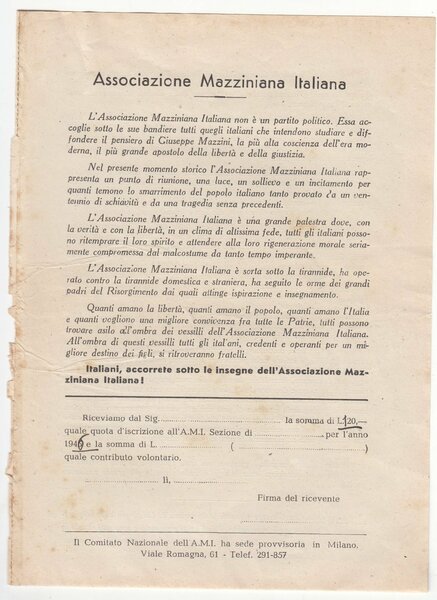 Associazione Mazziniana Italiana
L'Associazione Mazziniana Italiana non è un partito politico. Essa ac-
coglie sotto le sue bandiere tutti quegli italiani che intendono studiare e dif-
fondere il pensiero di Giuseppe Mazzini, la più alta coscienza dell'era mo-
derna, il più grande apostolo della libertà e della giustizia.
Nel presente momento storico l'Associazione Mazziniana Italiana rap-
presenta un punto di riunione, una luce, un sollievo e un incitamento per
quanti temono lo smarrimento del popolo italiano tanto provato da un ven-
tennio di schiavitù e da una tragedia senza precedenti.
L'Associazione Mazziniana Italiana è una grande palestra dove, con
la verità e con la libertà, in un clima di altissima fede, tutti gli italiani posso-
no ritemprare il loro spirito e attendere alla loro rigenerazione morale seria-
mente compromessa dal malcostume da tanto tempo imperante.
L'Associazione Mazziniana Italiana è sorta sotto la tirannide, ha ope-
rato contro la tirannide domestica e straniera, ha seguito le orme dei grandi
padri del Risorgimento dai quali attinge ispirazione e insegnamento.
Quanti amano la libertà, quanti amano il popolo, quanti amano l'Italia
e quanti vogliono una migliore convivenza fra tutte le Patrie, tutti possono
trovare asilo all'ombra dei vessilli dell'Associazione Mazziniana Italiana.
All'ombra di questi vessilli tutti gli ital'ani, credenti e operanti per un mi-
gliore destino dei figli, si ritroveranno fratelli.
Italiani, accorrete sotto le insegne dell'Associazione Maz-
ziniana Italiana!
Riceviamo dal Sig. la somma di L. 120,—
quale quota d'iscrizione all'A.M.I. Sezione di per l'anno
1946 e la somma di L. ( )
quale contributo volontario.
lì,
Firma del ricevente
Il Comitato Nazionale dell'A.M.I. ha sede provvisoria in Milano.
Viale Romagna, 61 - Telef. 291-857